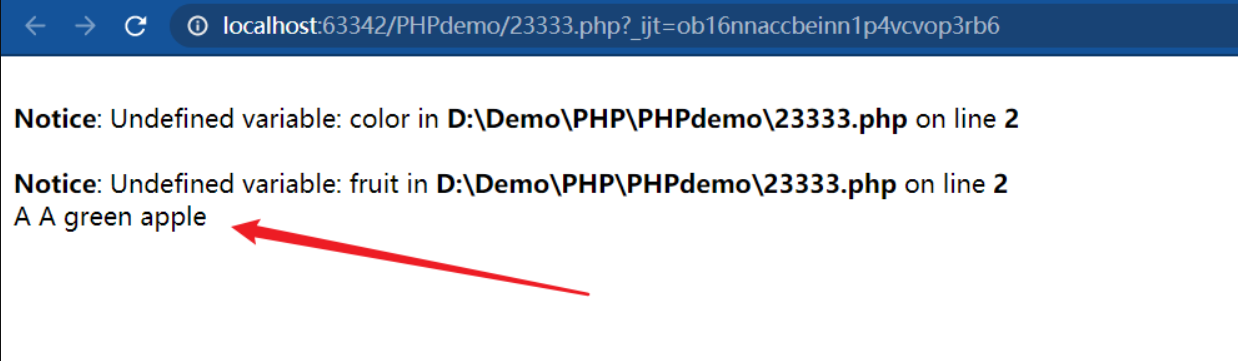 localhost:63342/PHPdemo/23333.php?_ijt=ob16nnaccbeinn1p4vcvop3rb6
Notice: Undefined variable: color in D:\Demo\PHP\PHPdemo\23333.php on line 2
Notice: Undefined variable: fruit in D:\Demo\PHP\PHPdemo\23333.php on line 2
A A green apple